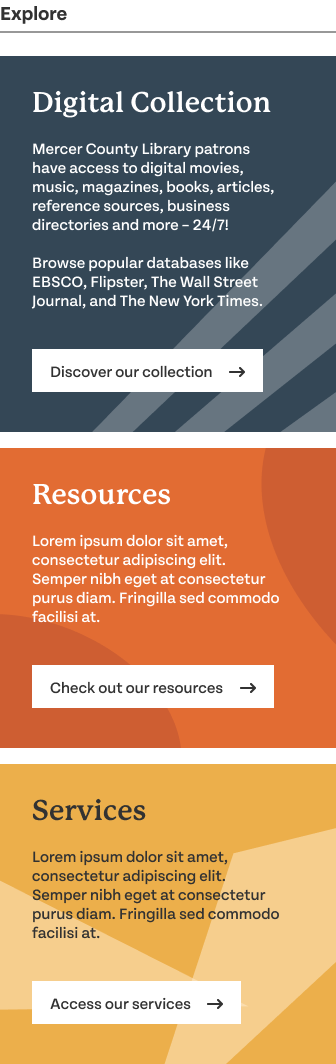 Explore
Digital Collection
Mercer County Library patrons
have access to digital movies,
music, magazines, books, articles,
reference sources, business
directories and more – 24/7!
Browse popular databases like
EBSCO, Flipster, The Wall Street
Journal, and The New York Times.
Discover our collection →
Resources
Lorem ipsum dolor sit amet,
consectetur adipiscing elit.
Semper nibh eget at consectetur
purus diam. Fringilla sed commodo
facilisi at.
Check out our resources →
Services
Lorem ipsum dolor sit amet,
consectetur adipiscing elit.
Semper nibh eget at consectetur
purus diam. Fringilla sed commodo
facilisi at.
Access our services →